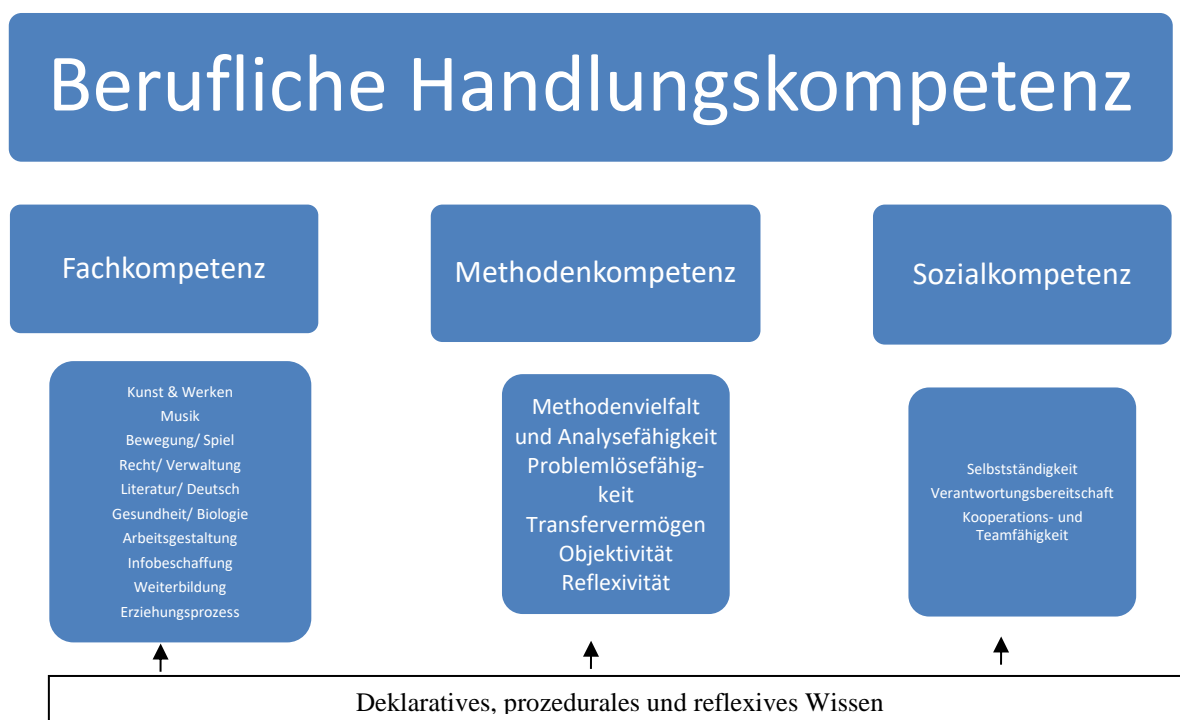 Berufliche Handlungskompetenz
Fachkompetenz
Methodenkompetenz
Sozialkompetenz
Kunst & Werken
Musik
Bewegung/ Spiel
Recht/ Verwaltung
Literatur/ Deutsch
Gesundheit/ Biologie
Arbeitsgestaltung
Infobeschaffung
Weiterbildung
Erziehungsprozess
Methodenvielfalt
und Analysefähigkeit
Problemlösefähig-
keit
Transfervermögen
Objektivität
Reflexivität
Selbstständigkeit
Verantwortungsbereitschaft
Kooperations- und
Teamfähigkeit
Deklaratives, prozedurales und reflexives Wissen